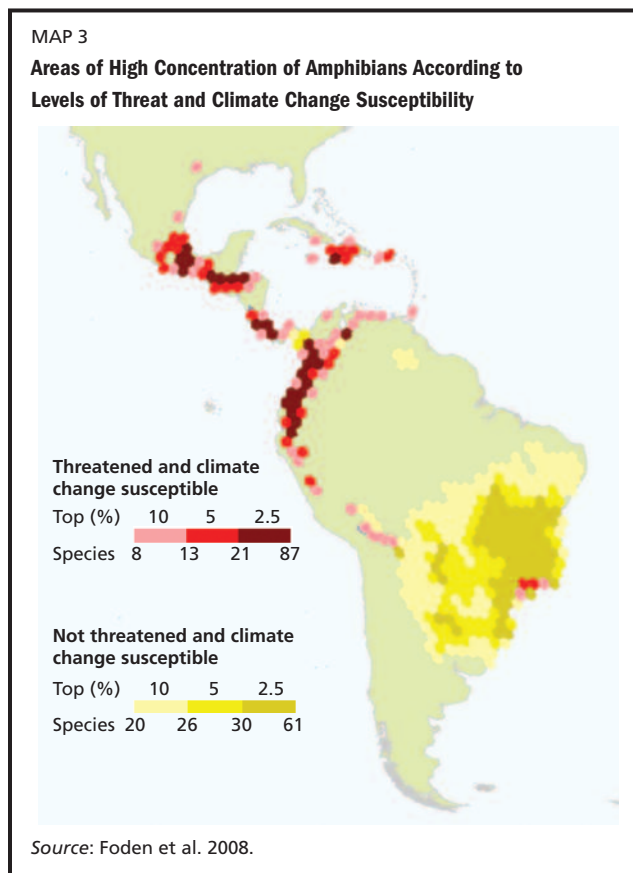 MAP 3
Areas of High Concentration of Amphibians According to
Levels of Threat and Climate Change Susceptibility
Threatened and climate
change susceptible
Top (%) 10 5 2.5
Species 8 13 21 87
Not threatened and climate
change susceptible
Top (%) 10 5 2.5
Species 20 26 30 61
Source: Foden et al. 2008.